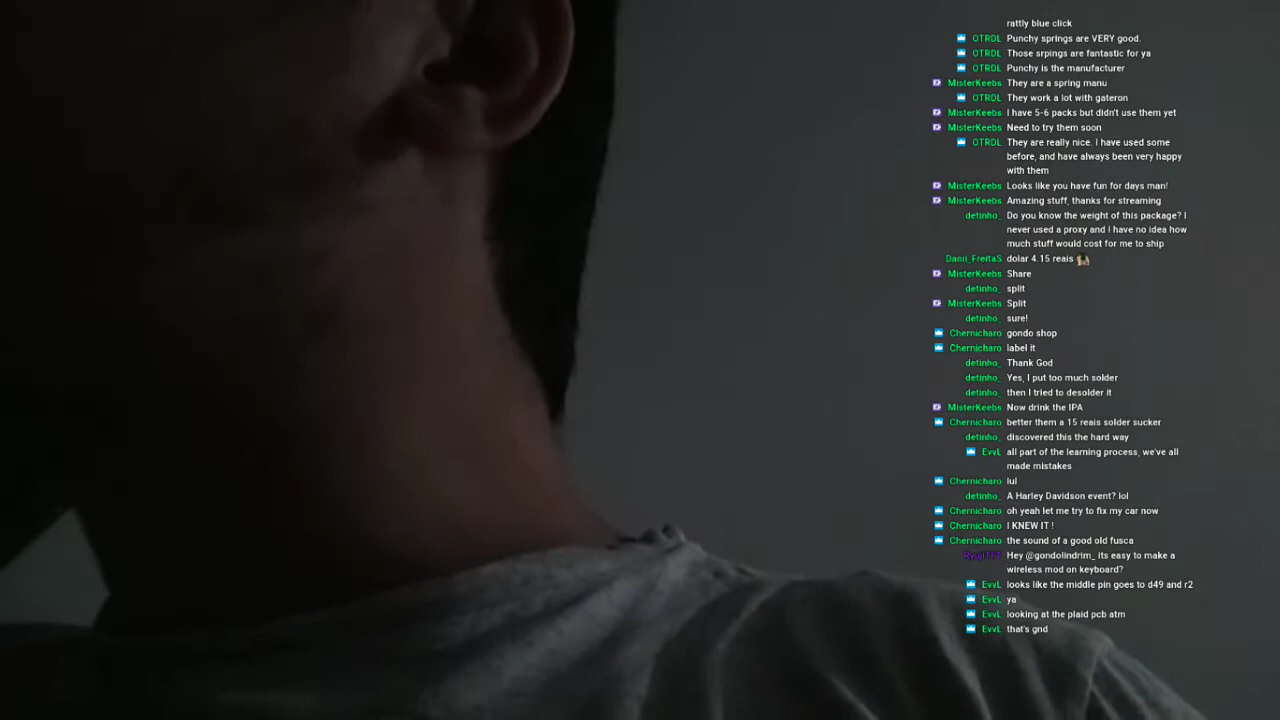 rattly blue click
OTRDL Punchy springs are VERY good.
OTRDL Those srpings are fantastic for ya
OTRDL Punchy is the manufacturer
MisterKeebs They are a spring manu
OTRDL They work a lot with gateron
MisterKeebs I have 5-6 packs but didn't use them yet
MisterKeebs Need to try them soon
OTRDL They are really nice. I have used some
before, and have always been very happy
with them
MisterKeebs Looks like you have fun for days man!
MisterKeebs Amazing stuff, thanks for streaming
detinho_ Do you know the weight of this package? I
never used a proxy and I have no idea how
much stuff would cost for me to ship
Danii_FreitaS dolar 4.15 reais
MisterKeebs Share
detinho_ split
MisterKeebs Split
detinho_ sure!
Chernicharo gondo shop
Chernicharo label it
detinho_ Thank God
detinho_ Yes, I put too much solder
detinho_ then I tried to desolder it
MisterKeebs Now drink the IPA
Chernicharo better them a 15 reais solder sucker
detinho_ discovered this the hard way
EvvL all part of the learning process, we've all
made mistakes
Chernicharo lul
detinho_ A Harley Davidson event? lol
Chernicharo oh yeah let me try to fix my car now
Chernicharo I KNEW IT !
Chernicharo the sound of a good old fusca
Hey @gondolindrim_ its easy to make a
wireless mod on keyboard?
EvvL looks like the middle pin goes to d49 and r2
EvvL ya
EvvL looking at the plaid pcb atm
EvvL that's gnd